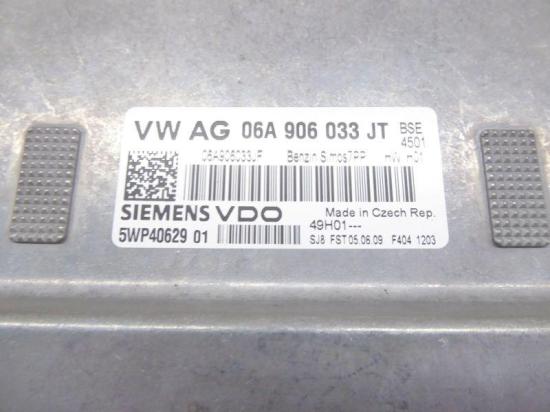 VW AG 06A 906 033 JT BSE
4501
06A906033JF Benzin Simos7PP HW: H01
SIEMENS VDO Made in Czech Rep.
5WP40629 01 49H01---
SJ8 FST 05.06.09 F404 1203